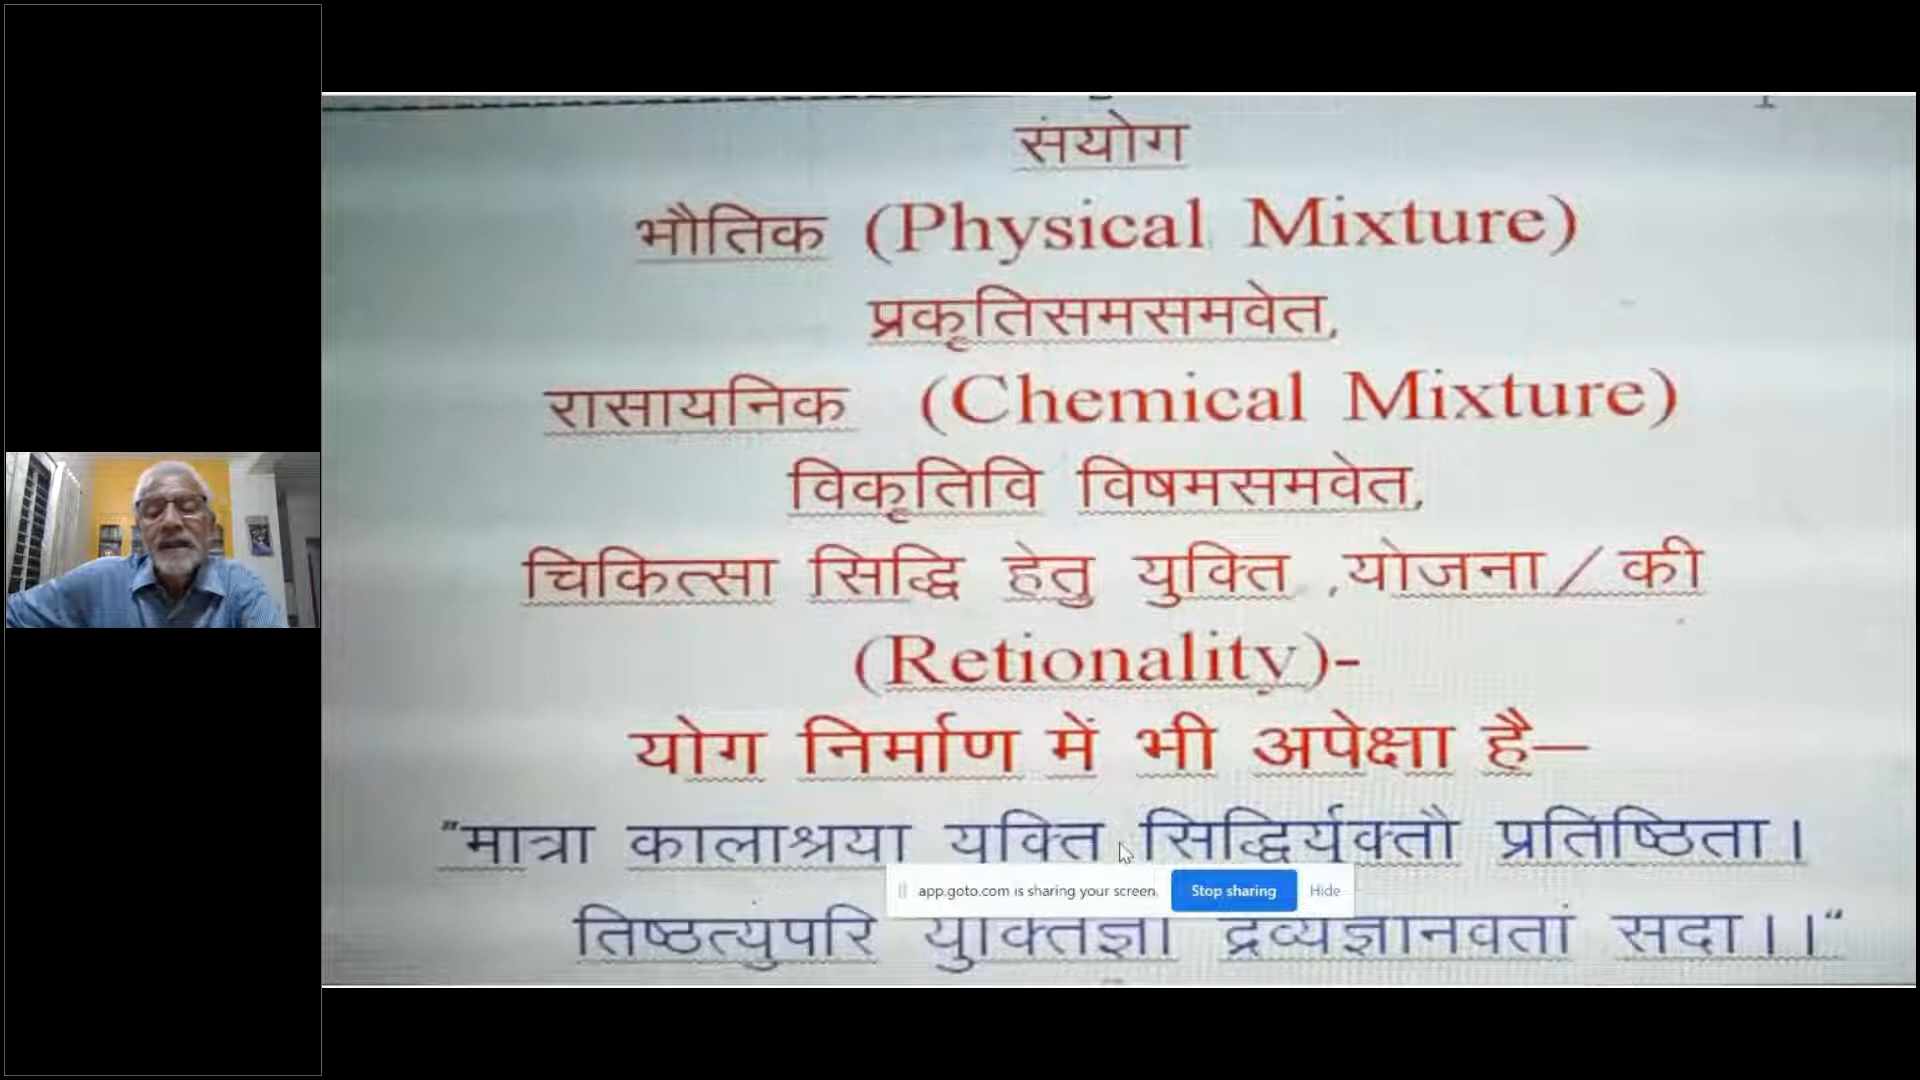 संयोग
भौतिक (Physical Mixture)
प्रकृतिसमसमवेत,
रासायनिक (Chemical Mixture)
विकृतिवि विषमसमवेत,
चिकित्सा सिद्धि हेतु युक्ति ,योजना/की
(Retionality)-
योग निर्माण में भी अपेक्षा है–
"मात्रा कालाश्रया युक्ति सिद्धिर्युक्तौ प्रतिष्ठिता।
app.goto.com is sharing your screen. Stop sharing Hide
तिष्ठत्युपरि युक्तिज्ञा द्रव्यज्ञानवतां सदा।।“